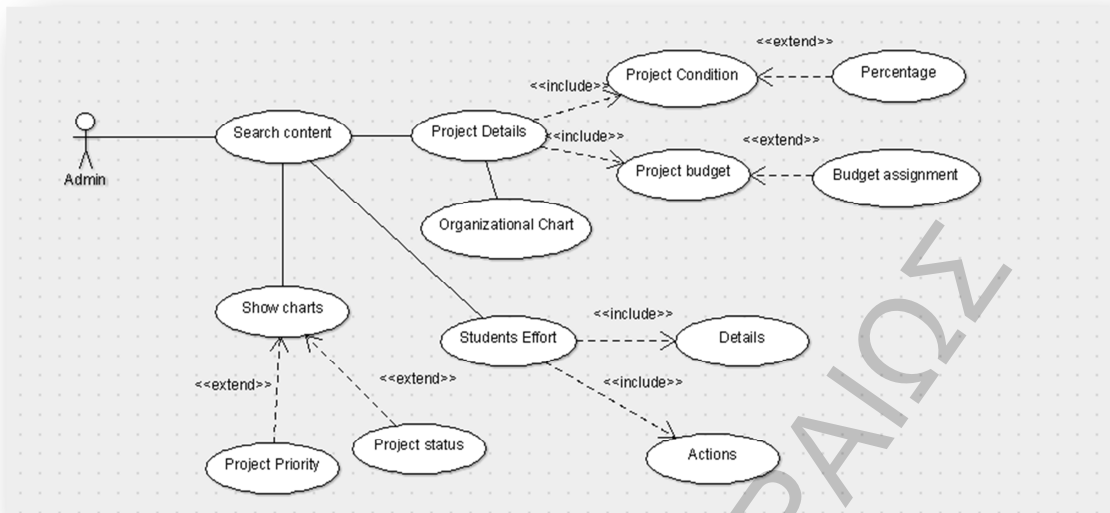 <<extend>>
Project Condition
Percentage
<<include>>
Search content
Project Details
<<include>>
<<extend>>
Admin
Project budget
Budget assignment
Organizational Chart
Show charts
<<include>>
Students Effort
Details
<<extend>>
<<extend>>
<<include>>
Project status
Project Priority
Actions
ΡΑΙΩΣ